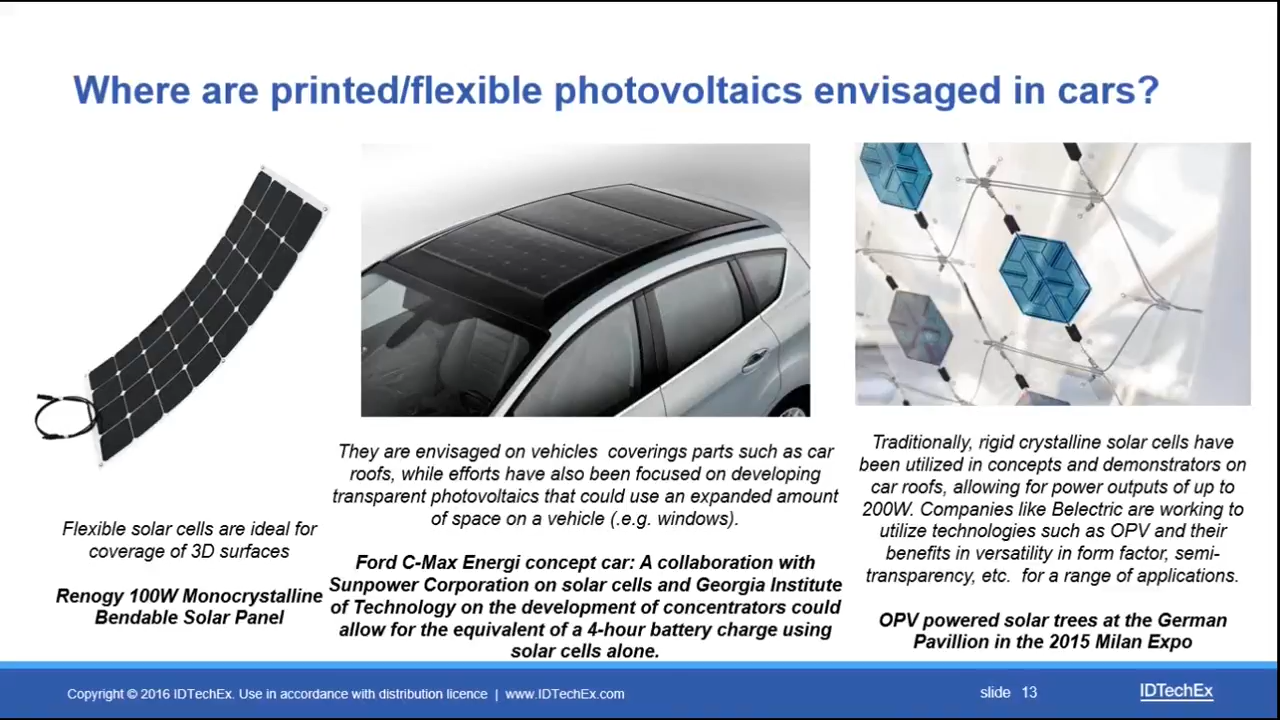 Where are printed/flexible photovoltaics envisaged in cars?
Flexible solar cells are ideal for
coverage of 3D surfaces
Renogy 100W Monocrystalline
Bendable Solar Panel
They are envisaged on vehicles  coverings parts such as car
roofs, while efforts have also been focused on developing
transparent photovoltaics that could use an expanded amount
of space on a vehicle (.e.g. windows).
Ford C-Max Energi concept car: A collaboration with
Sunpower Corporation on solar cells and Georgia Institute
of Technology on the development of concentrators could
allow for the equivalent of a 4-hour battery charge using
solar cells alone.
Traditionally, rigid crystalline solar cells have
been utilized in concepts and demonstrators on
car roofs, allowing for power outputs of up to
200W. Companies like Belectric are working to
utilize technologies such as OPV and their
benefits in versatility in form factor, semi-
transparency, etc.  for a range of applications.
OPV powered solar trees at the German
Pavillion in the 2015 Milan Expo
Copyright © 2016 IDTechEx. Use in accordance with distribution licence | www.IDTechEx.com
slide 13
IDTechEx